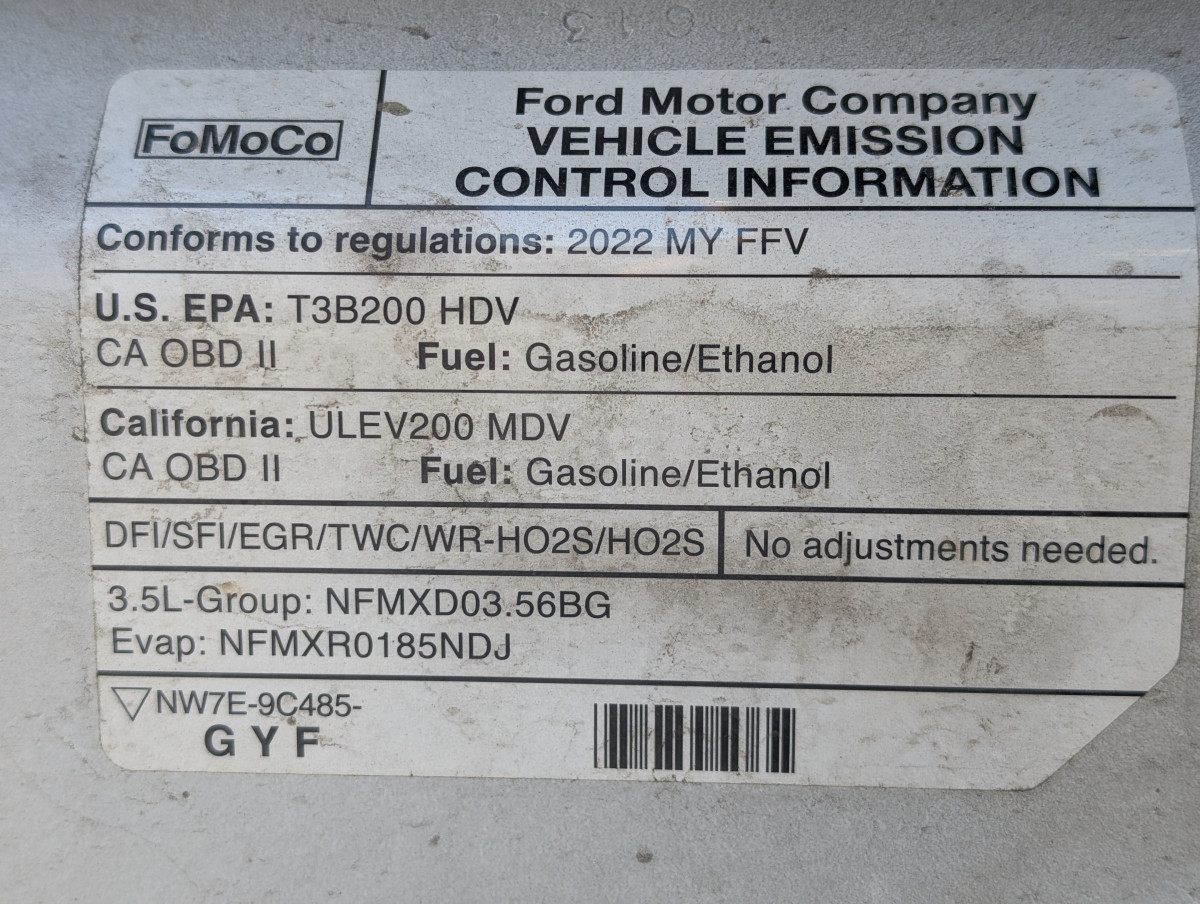 FoMoCo
Ford Motor Company
VEHICLE EMISSION
CONTROL INFORMATION
Conforms to regulations: 2022 MY FFV
U.S. EPA: T3B200 HDV
CA OBD II Fuel: Gasoline/Ethanol
California: ULEV200 MDV
CA OBD II Fuel: Gasoline/Ethanol
DFI/SFI/EGR/TWC/WR-HO2S/HO2S
No adjustments needed.
3.5L-Group: NFMXD03.56BG
Evap: NFMXR0185NDJ
NW7E-9C485-
G Y F